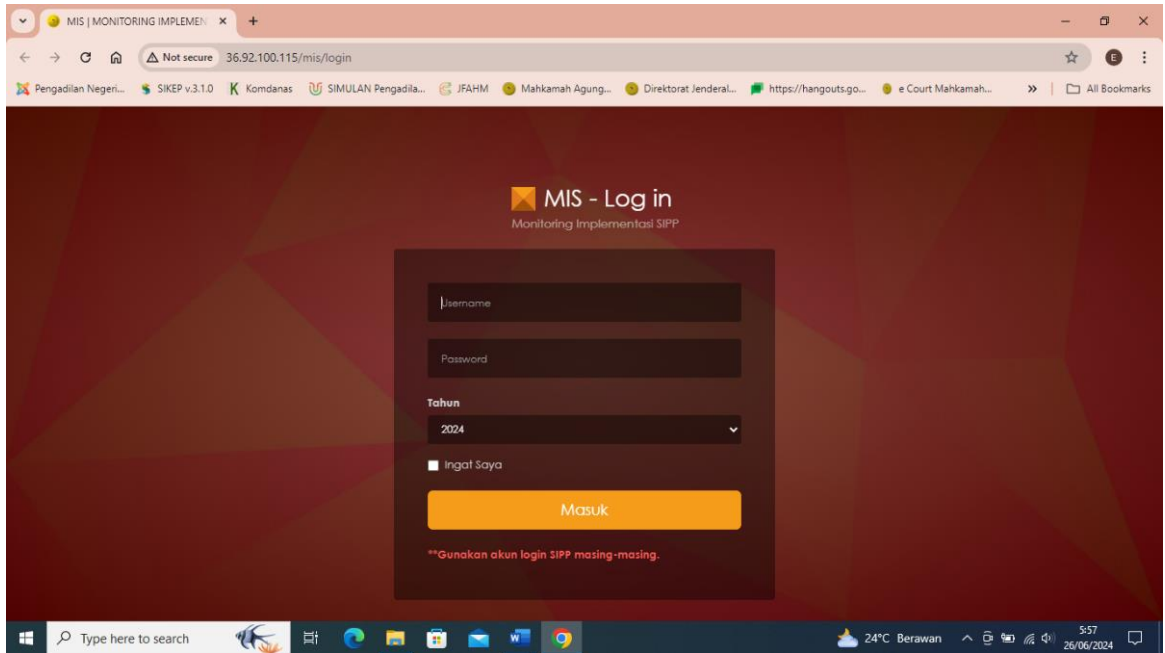 MIS | MONITORING IMPLEMEN
Not secure 36.92.100.115/mis/login
E
Pengadilan Negeri... SIKEP v.3.1.0 Komdanas SIMULAN Pengadila... JFAHM Mahkamah Agung... Direktorat Jenderal... https://hangouts.go... e Court Mahkamah... » All Bookmarks
MIS - Log in
Monitoring Implementasi SIPP
Username
Password
Tahun
2024
Ingat Saya
Masuk
**Gunakan akun login SIPP masing-masing.
Type here to search
24°C Berawan
5:57
26/06/2024